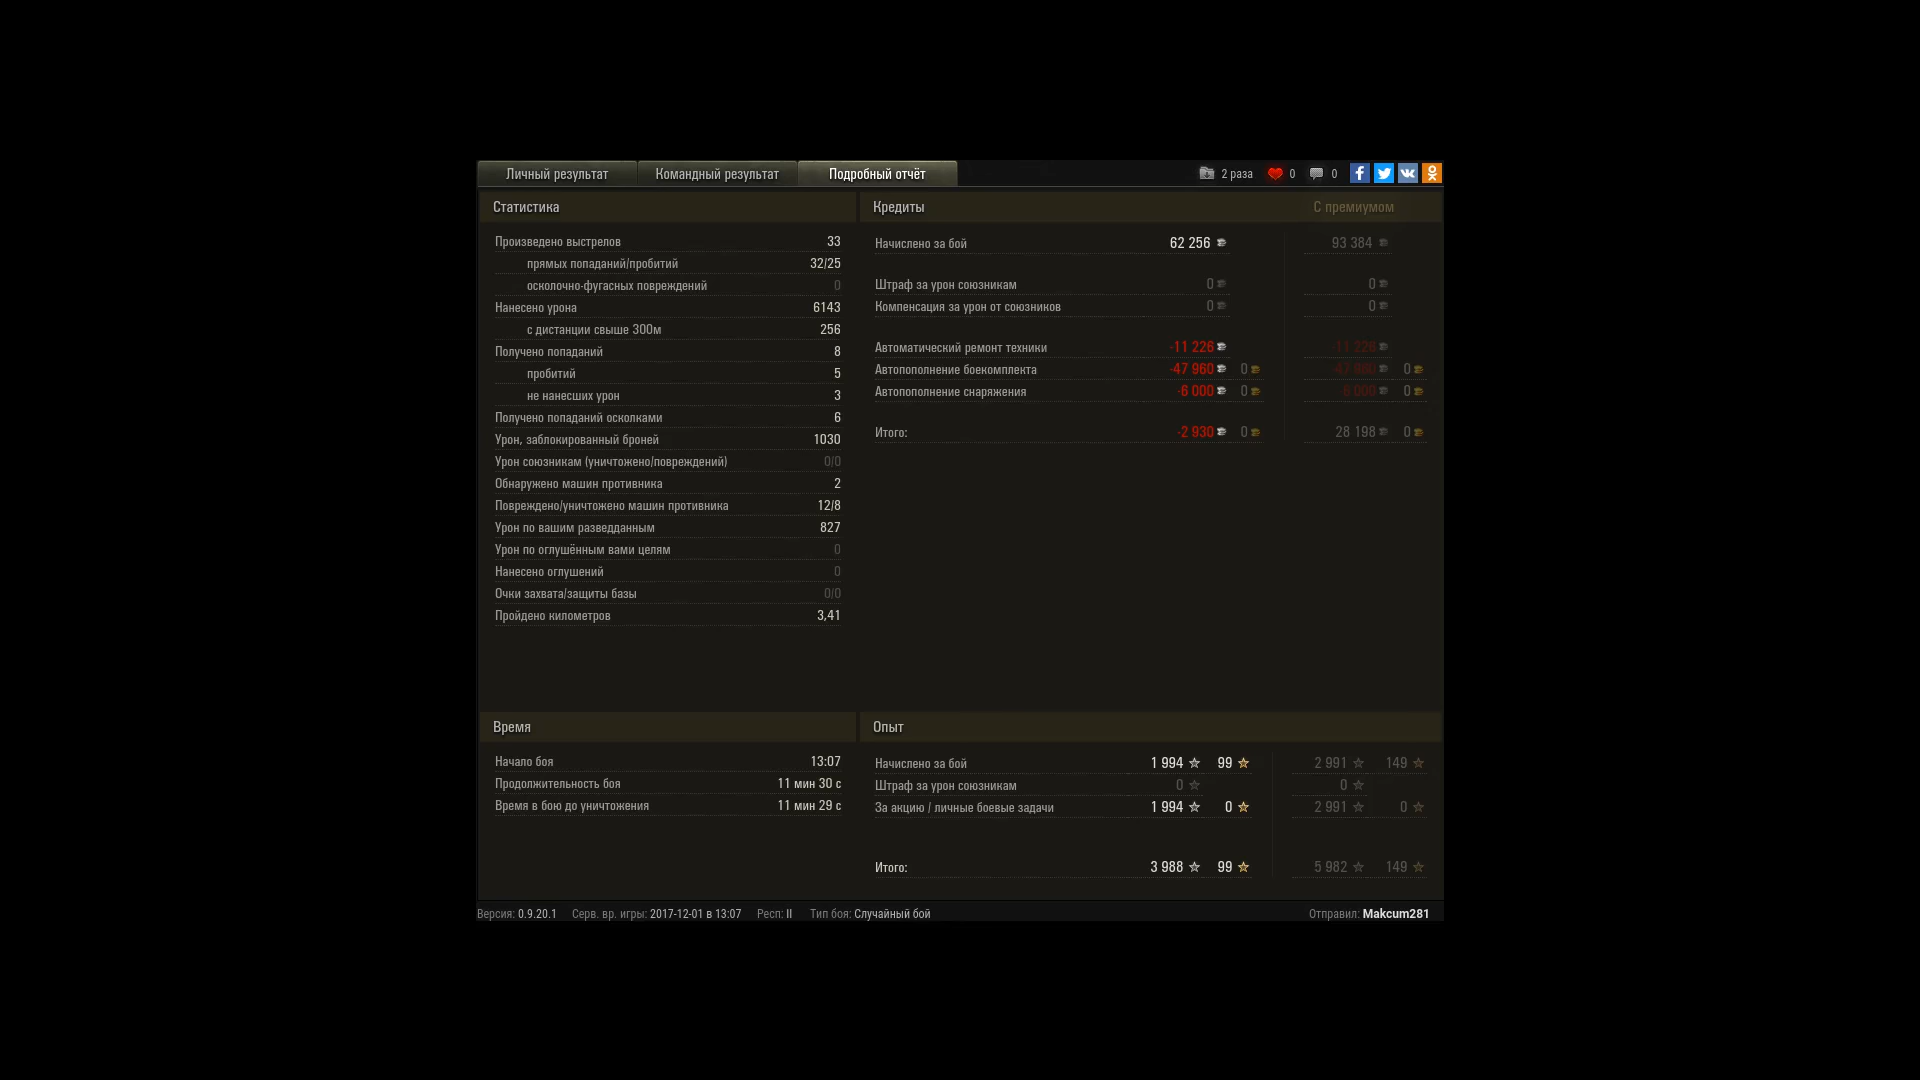 Личный результат Командный результат Подробный отчёт 2 раза 0 0
Статистика
Произведено выстрелов 33
прямых попаданий/пробитий 32/25
осколочно-фугасных повреждений 0
Нанесено урона 6143
с дистанции свыше 300м 256
Получено попаданий 8
пробитий 5
не нанесших урон 3
Получено попаданий осколками 6
Урон, заблокированный броней 1030
Урон союзникам (уничтожено/повреждений) 0/0
Обнаружено машин противника 2
Повреждено/уничтожено машин противника 12/8
Урон по вашим разведданным 827
Урон по оглушённым вами целям 0
Нанесено оглушений 0
Очки захвата/защиты базы 0/0
Пройдено километров 3,41
Кредиты С премиумом
Начислено за бой 62 256 93 384
Штраф за урон союзникам 0 0
Компенсация за урон от союзников 0 0
Автоматический ремонт техники -11 226 -11 226
Автопополнение боекомплекта -47 960 0 -47 960 0
Автопополнение снаряжения -6 000 0 -6 000 0
Итого: -2 930 0 28 198 0
Время
Начало боя 13:07
Продолжительность боя 11 мин 30 с
Время в бою до уничтожения 11 мин 29 с
Опыт
Начислено за бой 1 994 99 2 991 149
Штраф за урон союзникам 0 0
За акцию / личные боевые задачи 1 994 0 2 991 0
Итого: 3 988 99 5 982 149
Версия: 0.9.20.1 Серв. вр. игры: 2017-12-01 в 13:07 Респ: II Тип боя: Случайный бой Отправил: Makcum281